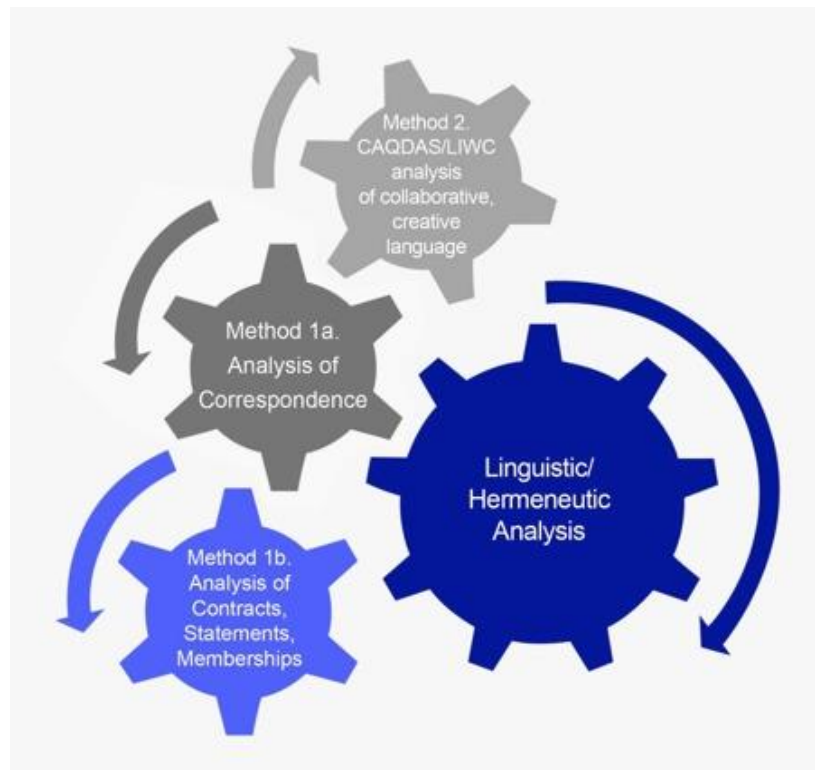 Method 2.
CAQDAS/LIWC
analysis
of collaborative,
creative
language
Method 1a.
Analysis of
Correspondence
Linguistic/
Hermeneutic
Analysis
Method 1b.
Analysis of
Contracts,
Statements,
Memberships